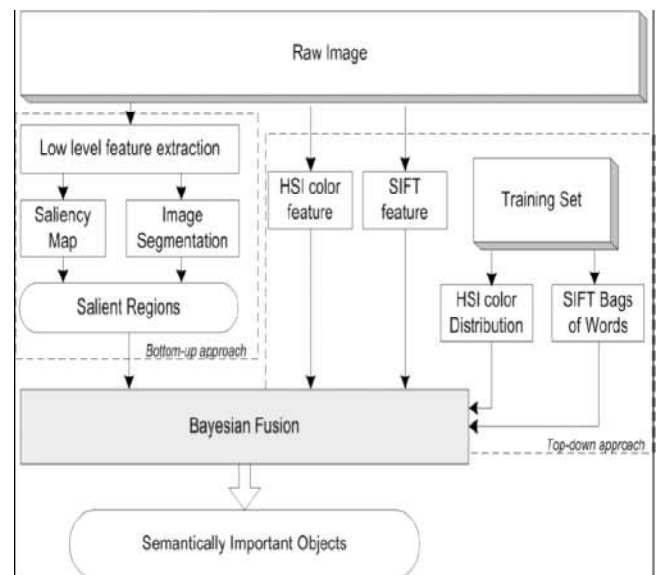 Raw Image
Low level feature extraction
Saliency
Map
Image
Segmentation
Salient Regions
Bottom-up approach
HSI color
feature
SIFT
feature
Training Set
HSI color
Distribution
SIFT Bags
of Words
Top-down approach
Bayesian Fusion
Semantically Important Objects